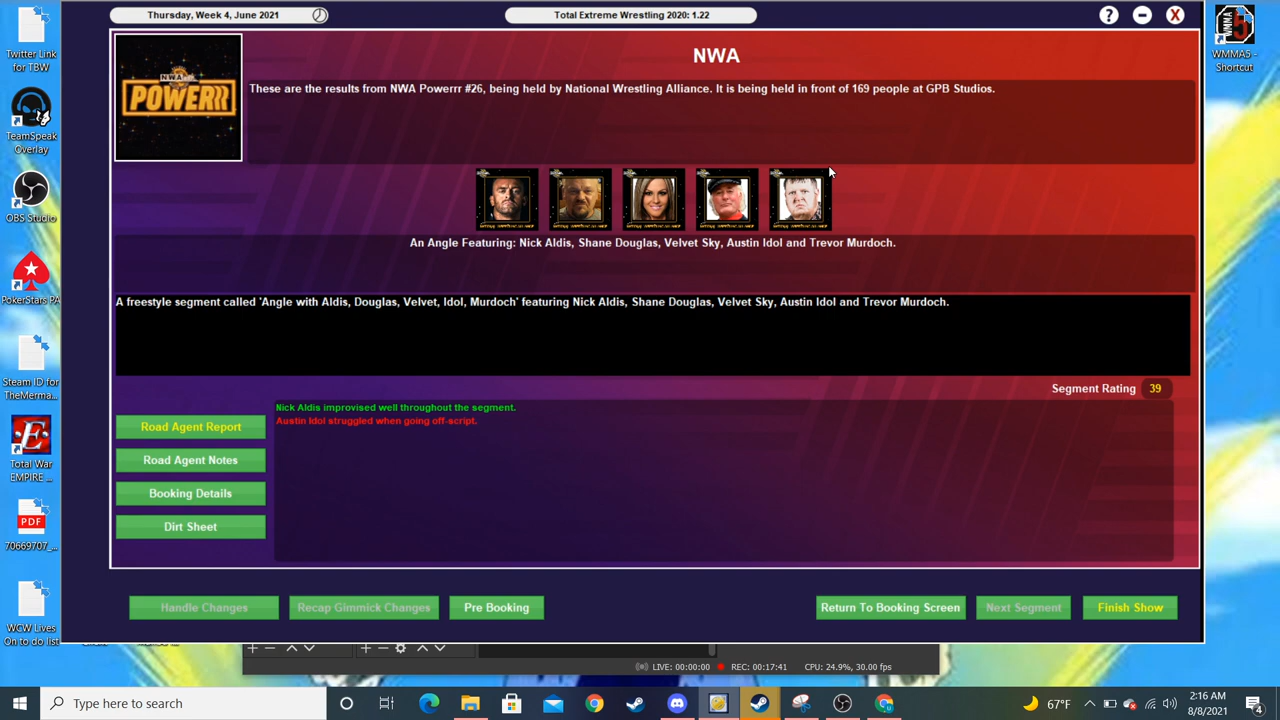 Thursday, Week 4, June 2021
Total Extreme Wrestling 2020: 1.22
?
X
Twitter Link
for TBW
TeamSpeak
Overlay
OBS Studio
PokerStars PA
Steam ID for
TheMerma...
Total War
EMPIRE ...
PDF
70669707_...
WCW Lives
On to do list
WMMA5 -
Shortcut
NWA
NWA
POWERRR
These are the results from NWA Powerrr #26, being held by National Wrestling Alliance. It is being held in front of 169 people at GPB Studios.
An Angle Featuring: Nick Aldis, Shane Douglas, Velvet Sky, Austin Idol and Trevor Murdoch.
A freestyle segment called 'Angle with Aldis, Douglas, Velvet, Idol, Murdoch' featuring Nick Aldis, Shane Douglas, Velvet Sky, Austin Idol and Trevor Murdoch.
Segment Rating 39
Nick Aldis improvised well throughout the segment.
Austin Idol struggled when going off-script.
Road Agent Report
Road Agent Notes
Booking Details
Dirt Sheet
Handle Changes
Recap Gimmick Changes
Pre Booking
Return To Booking Screen
Next Segment
Finish Show
LIVE: 00:00:00
REC: 00:17:41
CPU: 24.9%, 30.00 fps
Type here to search
67°F
2:16 AM
8/8/2021
4